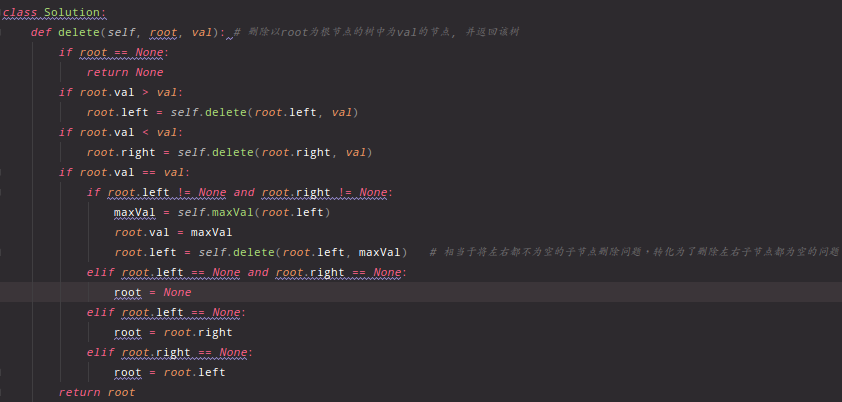 class Solution:
    def delete(self, root, val): # 删除以root为根节点的树中为val的节点, 并返回该树
        if root == None:
            return None
        if root.val > val:
            root.left = self.delete(root.left, val)
        if root.val < val:
            root.right = self.delete(root.right, val)
        if root.val == val:
            if root.left != None and root.right != None:
                maxVal = self.maxVal(root.left)
                root.val = maxVal
                root.left = self.delete(root.left, maxVal)   # 相当于将左右都不为空的子节点删除问题，转化为了删除左右子节点都为空的问题
            elif root.left == None and root.right == None:
                root = None
            elif root.left == None:
                root = root.right
            elif root.right == None:
                root = root.left
        return root